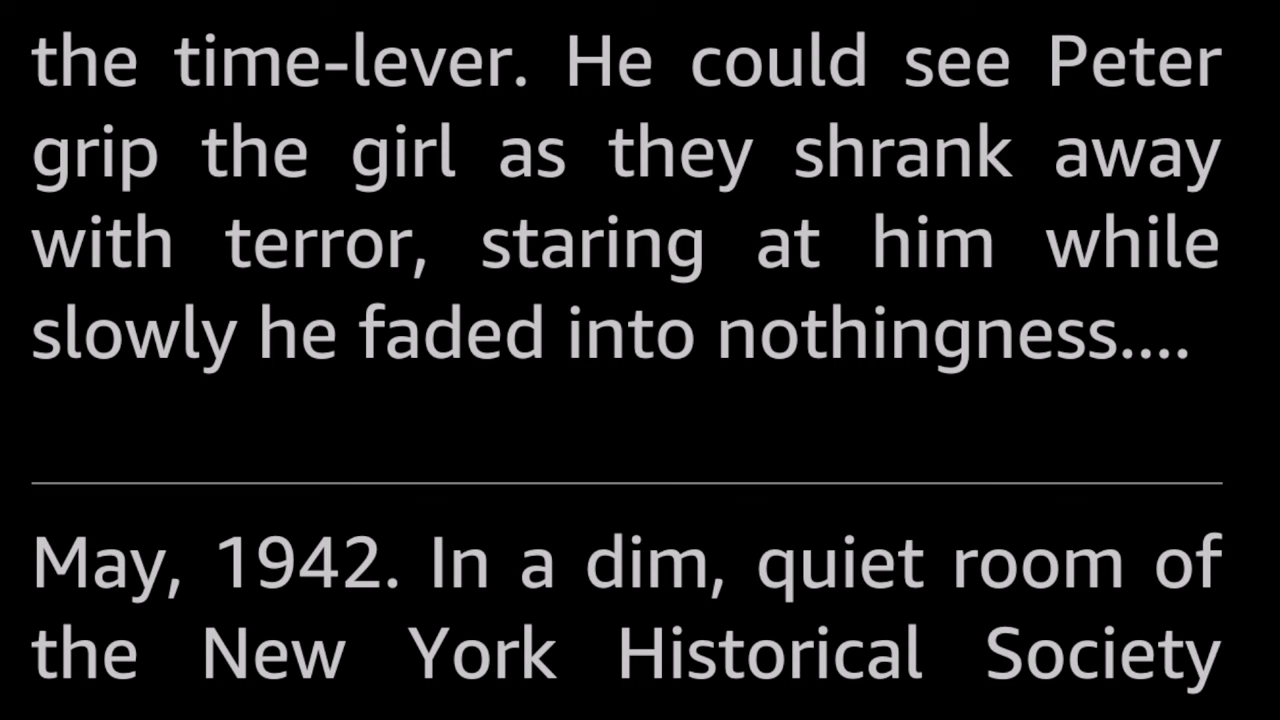 the time-lever. He could see Peter
grip the girl as they shrank away
with terror, staring at him while
slowly he faded into nothingness....
May, 1942. In a dim, quiet room of
the New York Historical Society